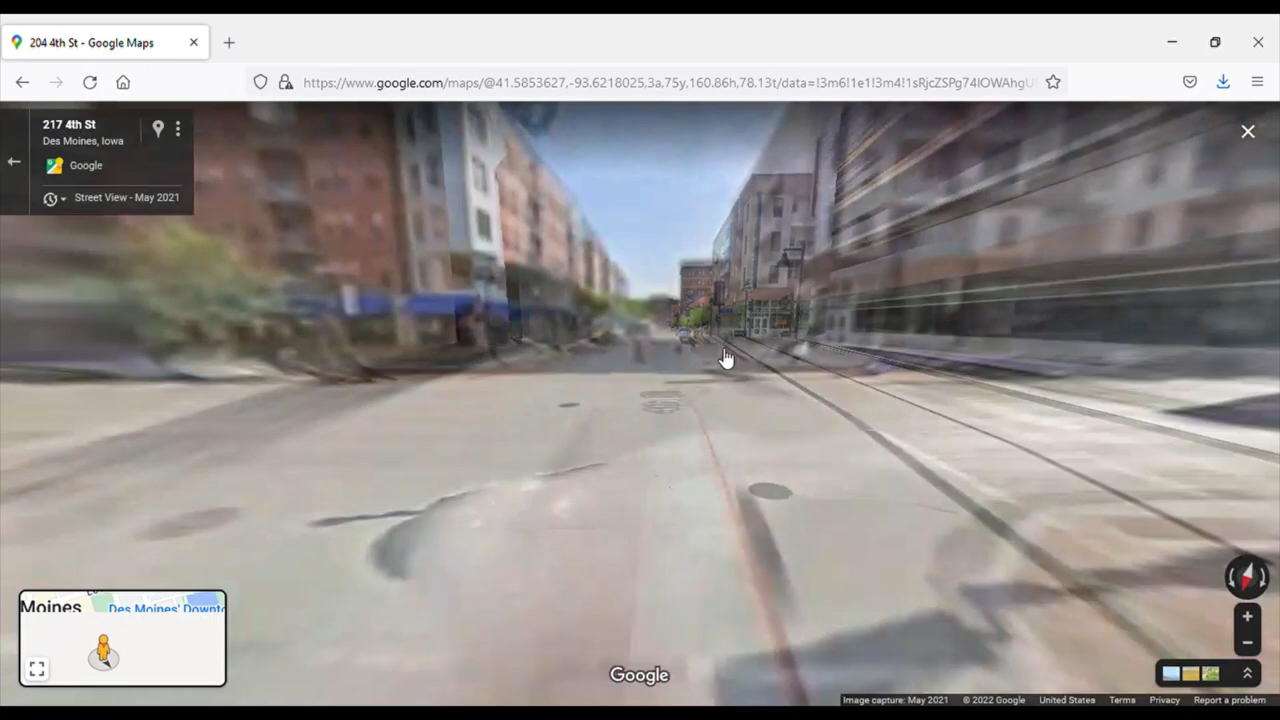 204 4th St - Google Maps
https://www.google.com/maps/@41.5853627,-93.6218025,3a,75y,160.86h,78.13t/data=!3m6!1e1!3m4!1sRjcZSPg74IOWAhgU
217 4th St
Des Moines, Iowa
Google
Street View - May 2021
Moines
Des Moines' Downto
Google
Image capture: May 2021 © 2022 Google United States Terms Privacy Report a problem